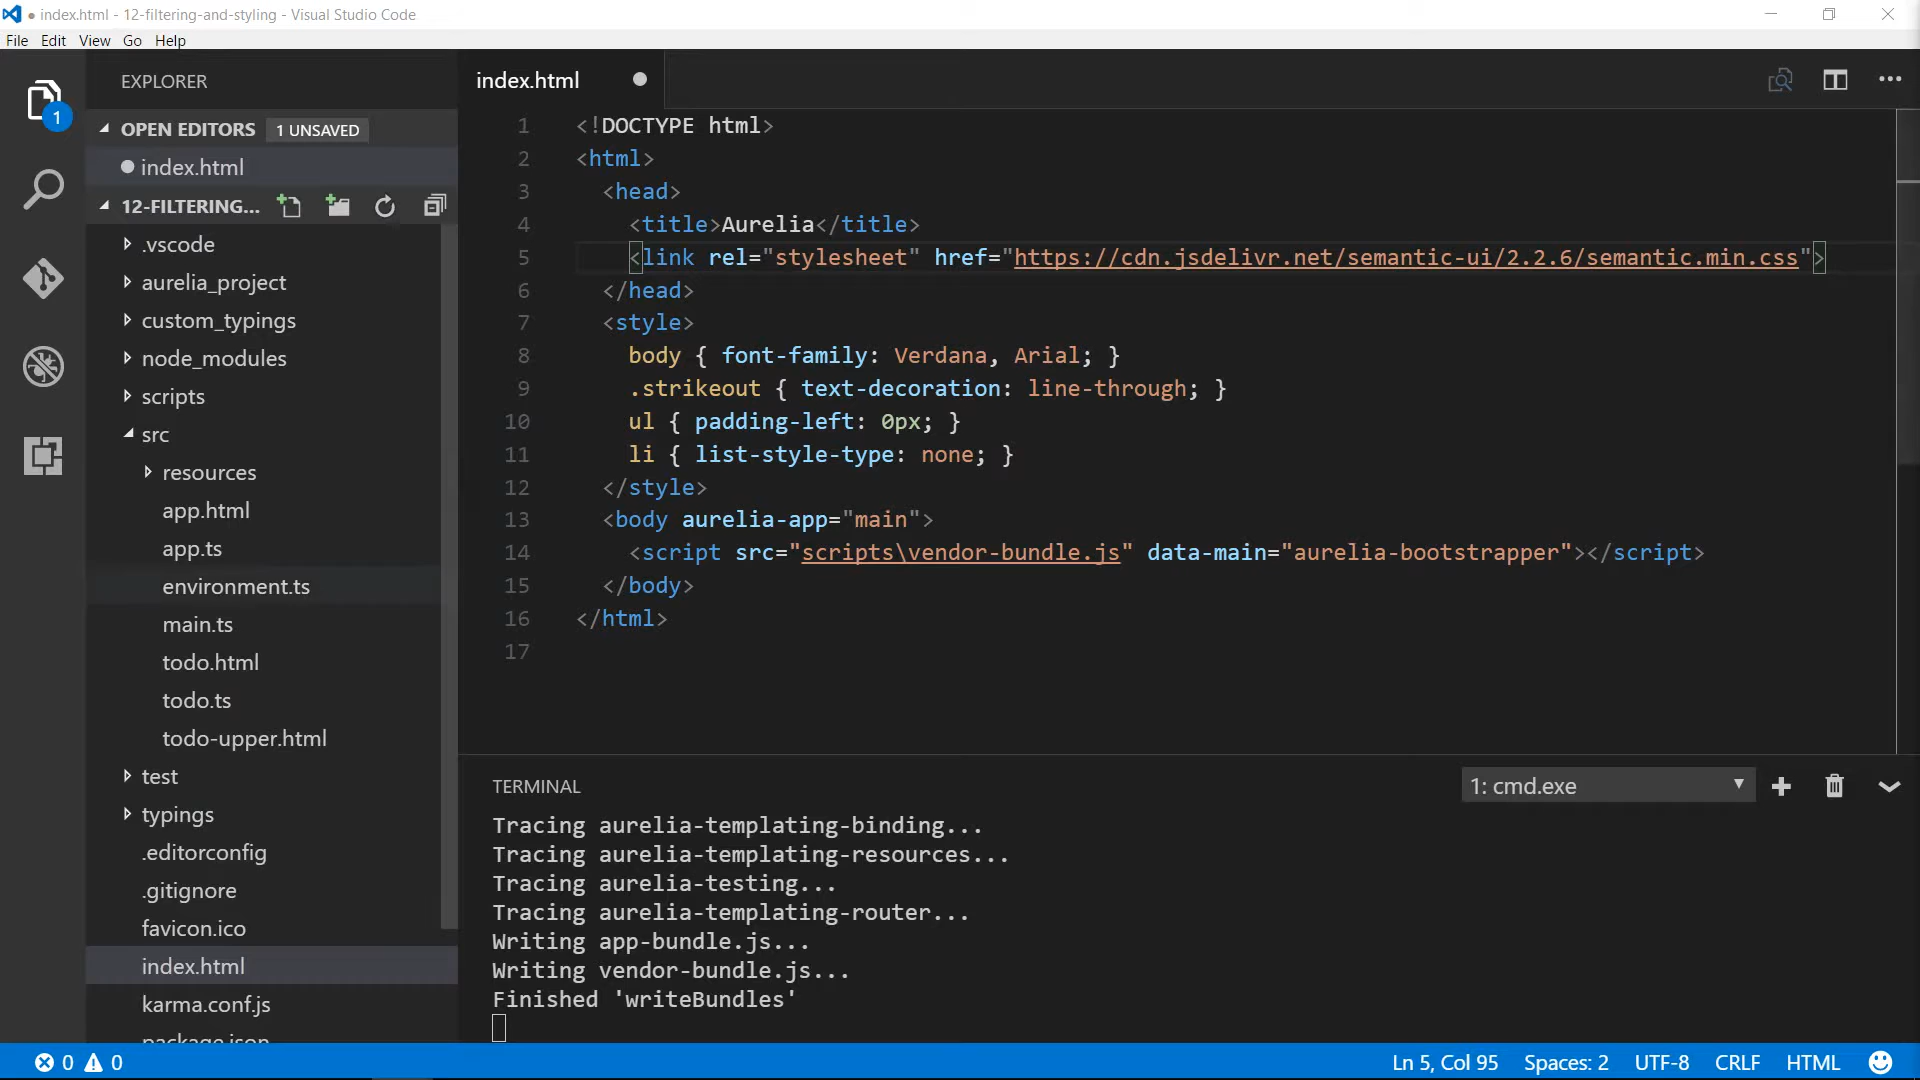 ● index.html - 12-filtering-and-styling - Visual Studio Code
File Edit View Go Help
1
EXPLORER
OPEN EDITORS 1 UNSAVED
index.html
12-FILTERING...
.vscode
aurelia_project
custom_typings
node_modules
scripts
src
resources
app.html
app.ts
environment.ts
main.ts
todo.html
todo.ts
todo-upper.html
test
typings
.editorconfig
.gitignore
favicon.ico
index.html
karma.conf.js
package.json
index.html
1 <!DOCTYPE html>
2 <html>
3 <head>
4 <title>Aurelia</title>
5 <link rel="stylesheet" href="https://cdn.jsdelivr.net/semantic-ui/2.2.6/semantic.min.css">
6 </head>
7 <style>
8 body { font-family: Verdana, Arial; }
9 .strikeout { text-decoration: line-through; }
10 ul { padding-left: 0px; }
11 li { list-style-type: none; }
12 </style>
13 <body aurelia-app="main">
14 <script src="scripts\vendor-bundle.js" data-main="aurelia-bootstrapper"></script>
15 </body>
16 </html>
17
TERMINAL
1: cmd.exe
Tracing aurelia-templating-binding...
Tracing aurelia-templating-resources...
Tracing aurelia-testing...
Tracing aurelia-templating-router...
Writing app-bundle.js...
Writing vendor-bundle.js...
Finished 'writeBundles'
0 0
Ln 5, Col 95 Spaces: 2 UTF-8 CRLF HTML